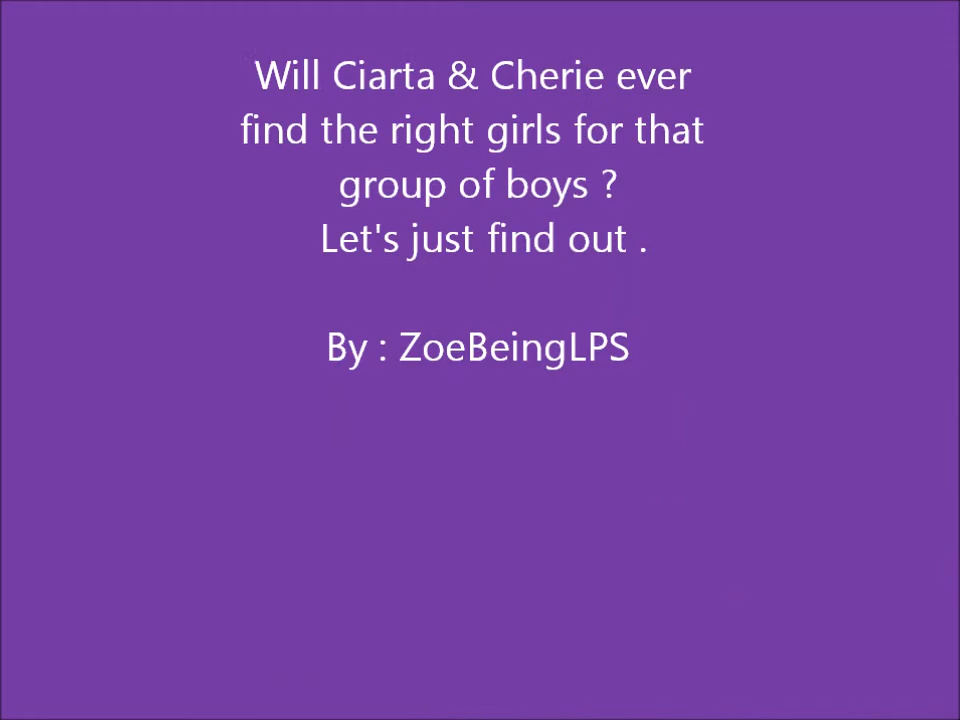 Will Ciarta & Cherie ever
find the right girls for that
group of boys ?
Let's just find out .
By : ZoeBeingLPS